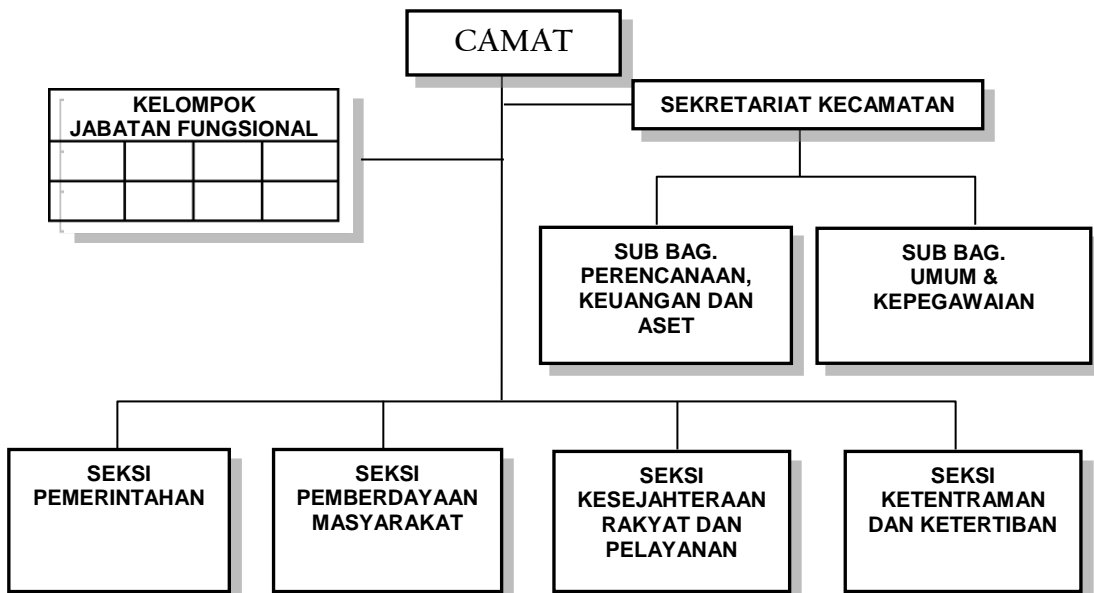 CAMAT
KELOMPOK
JABATAN FUNGSIONAL
SEKRETARIAT KECAMATAN
SUB BAG.
PERENCANAAN,
KEUANGAN DAN
ASET
SUB BAG.
UMUM &
KEPEGAWAIAN
SEKSI
PEMERINTAHAN
SEKSI
PEMBERDAYAAN
MASYARAKAT
SEKSI
KESEJAHTERAAN
RAKYAT DAN
PELAYANAN
SEKSI
KETENTRAMAN
DAN KETERTIBAN